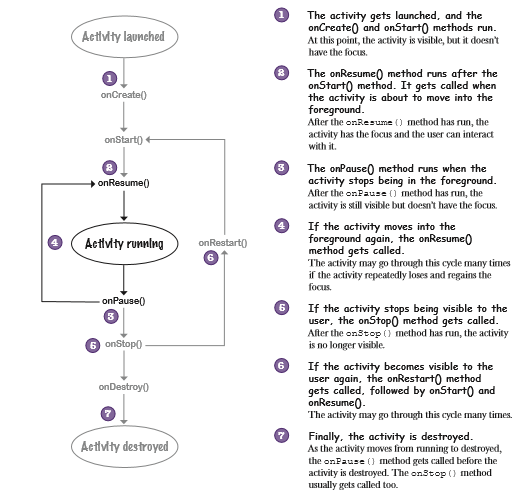 Activity launched
1
onCreate()
onStart()
2
onResume()
Activity running
4
onRestart()
6
onPause()
3
5 onStop()
onDestroy()
7
Activity destroyed
1 The activity gets launched, and the
onCreate() and onStart() methods run.
At this point, the activity is visible, but it doesn't
have the focus.
2 The onResume() method runs after the
onStart() method. It gets called when
the activity is about to move into the
foreground.
After the onResume() method has run, the
activity has the focus and the user can interact
with it.
3 The onPause() method runs when the
activity stops being in the foreground.
After the onPause() method has run, the
activity is still visible but doesn't have the focus.
4 If the activity moves into the
foreground again, the onResume()
method gets called.
The activity may go through this cycle many times
if the activity repeatedly loses and regains the
focus.
5 If the activity stops being visible to the
user, the onStop() method gets called.
After the onStop() method has run, the activity
is no longer visible.
6 If the activity becomes visible to the
user again, the onRestart() method
gets called, followed by onStart() and
onResume().
The activity may go through this cycle many times.
7 Finally, the activity is destroyed.
As the activity moves from running to destroyed,
the onPause() method gets called before the
activity is destroyed. The onStop() method
usually gets called too.